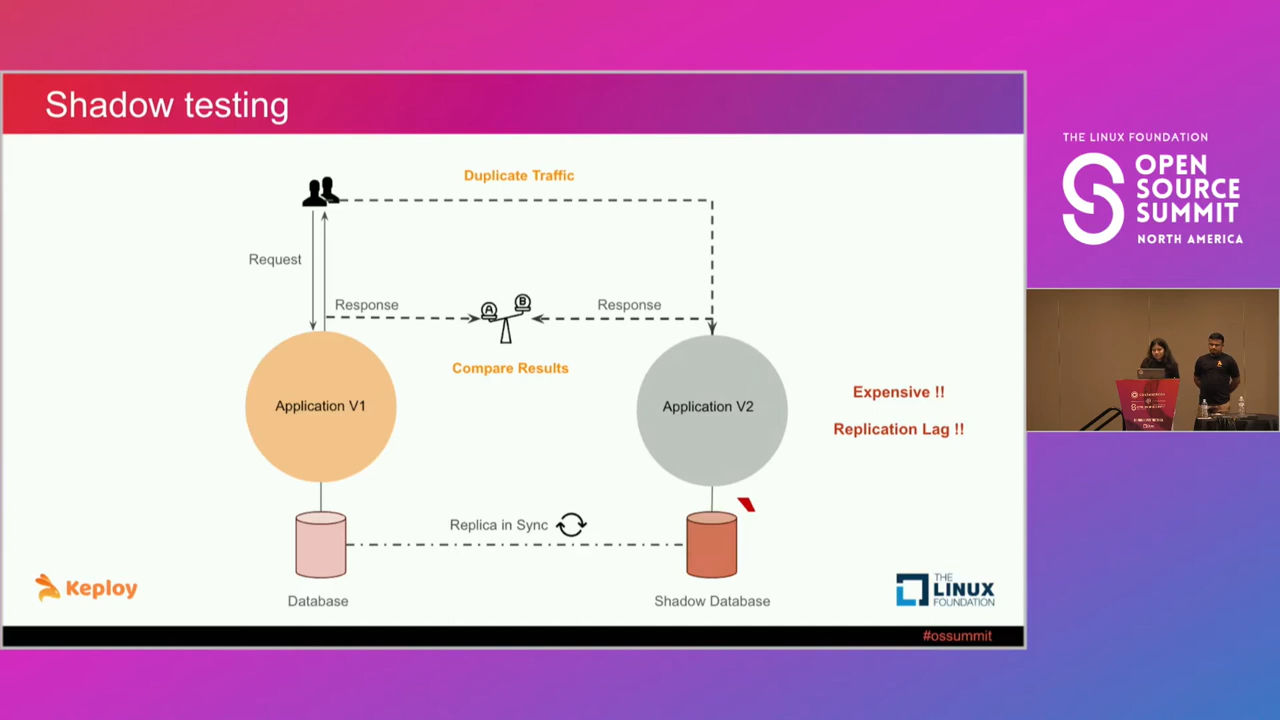 Shadow testing
Duplicate Traffic
Request
Response
A
B
Response
Compare Results
Application V1
Application V2
Expensive !!
Replication Lag !!
Replica in Sync
Database
Shadow Database
Keploy
THE
LINUX
FOUNDATION
#ossummit
THE LINUX FOUNDATION
OPEN
SOURCE
SUMMIT
NORTH AMERICA